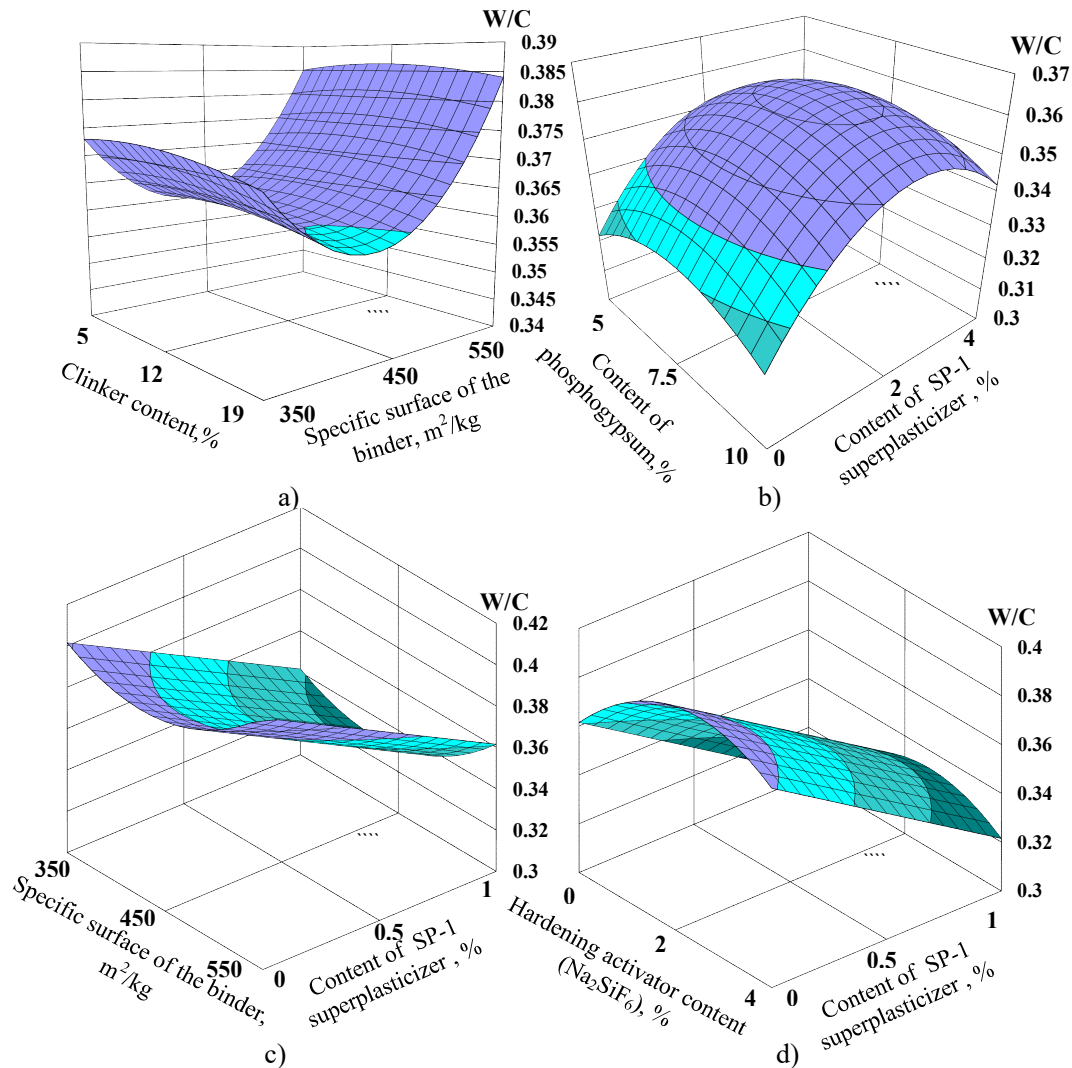 W/C
0.39
0.385
0.38
0.375
0.37
0.365
0.36
0.355
0.35
0.345
0.34
5
12
19
Clinker content,%
350
450
550
Specific surface of the
binder, m²/kg
a)
W/C
0.37
0.36
0.35
0.34
0.33
0.32
0.31
0.3
5
7.5
10
Content of
phosphogypsum,%
0
2
4
Content of SP-1
superplasticizer ,%
b)
W/C
0.42
0.4
0.38
0.36
0.34
0.32
0.3
350
450
550
Specific surface of the binder,
m²/kg
0
0.5
1
Content of SP-1
superplasticizer , %
c)
W/C
0.4
0.38
0.36
0.34
0.32
0.3
0
2
4
Hardening activator content
(Na₂SiF₆), %
0
0.5
1
Content of SP-1
superplasticizer , %
d)